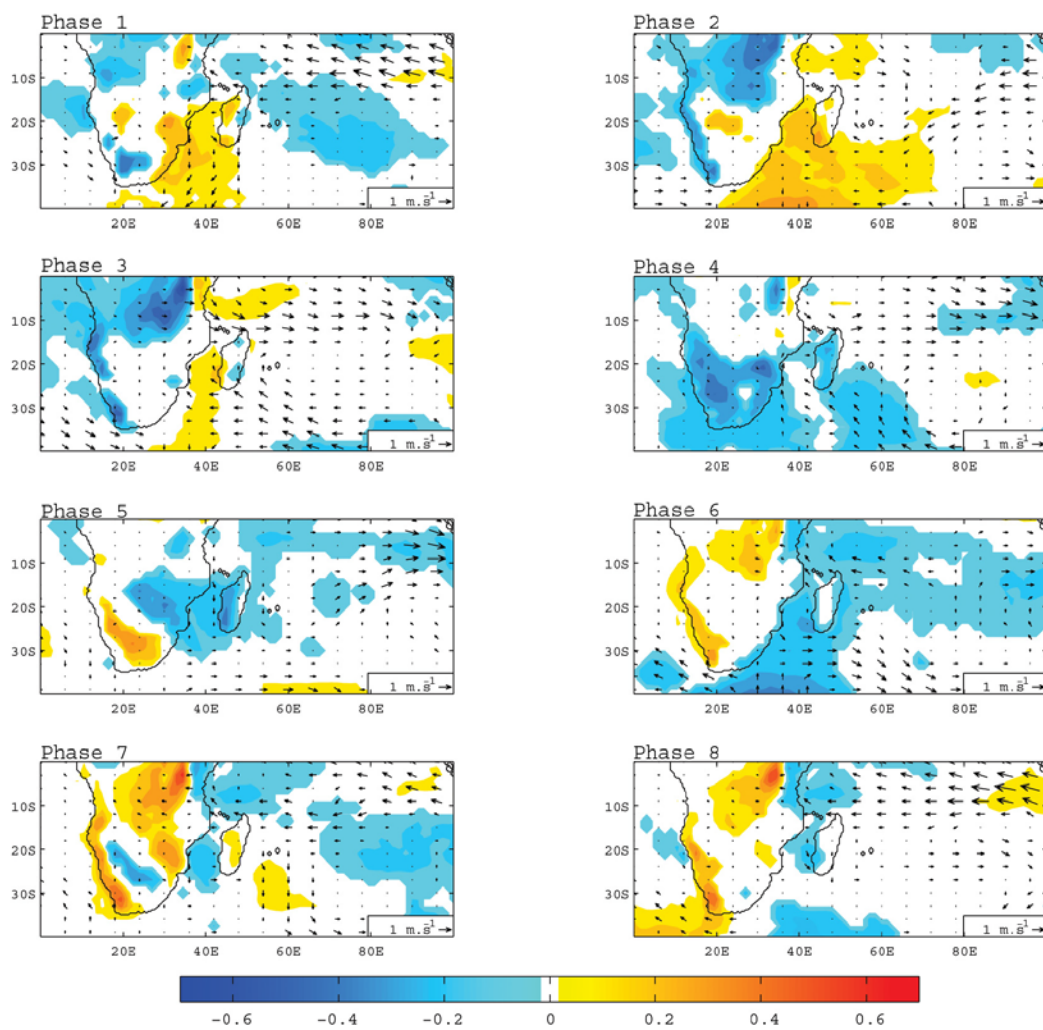 Phase 1
10S
20S
30S
20E 40E 60E 80E
1 m.s⁻¹
Phase 2
10S
20S
30S
20E 40E 60E 80E
1 m.s⁻¹
Phase 3
10S
20S
30S
20E 40E 60E 80E
1 m.s⁻¹
Phase 4
10S
20S
30S
20E 40E 60E 80E
1 m.s⁻¹
Phase 5
10S
20S
30S
20E 40E 60E 80E
1 m.s⁻¹
Phase 6
10S
20S
30S
20E 40E 60E 80E
1 m.s⁻¹
Phase 7
10S
20S
30S
20E 40E 60E 80E
1 m.s⁻¹
Phase 8
10S
20S
30S
20E 40E 60E 80E
1 m.s⁻¹
-0.6 -0.4 -0.2 0 0.2 0.4 0.6